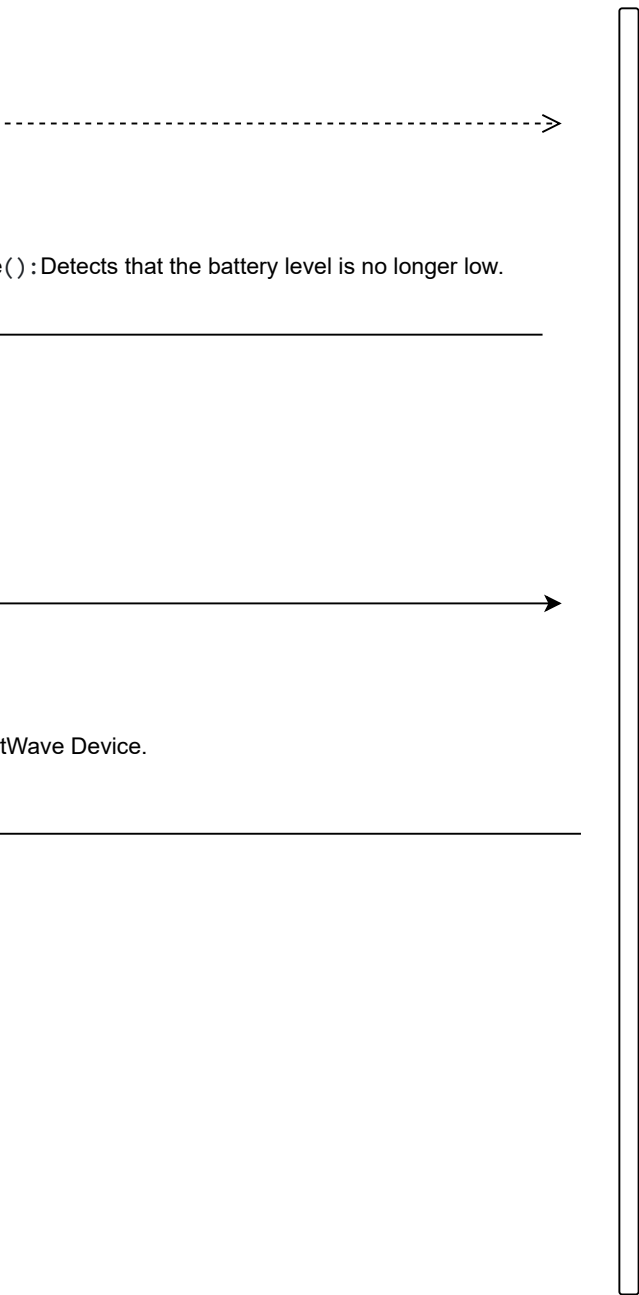 e():Detects that the battery level is no longer low.
tWave Device.